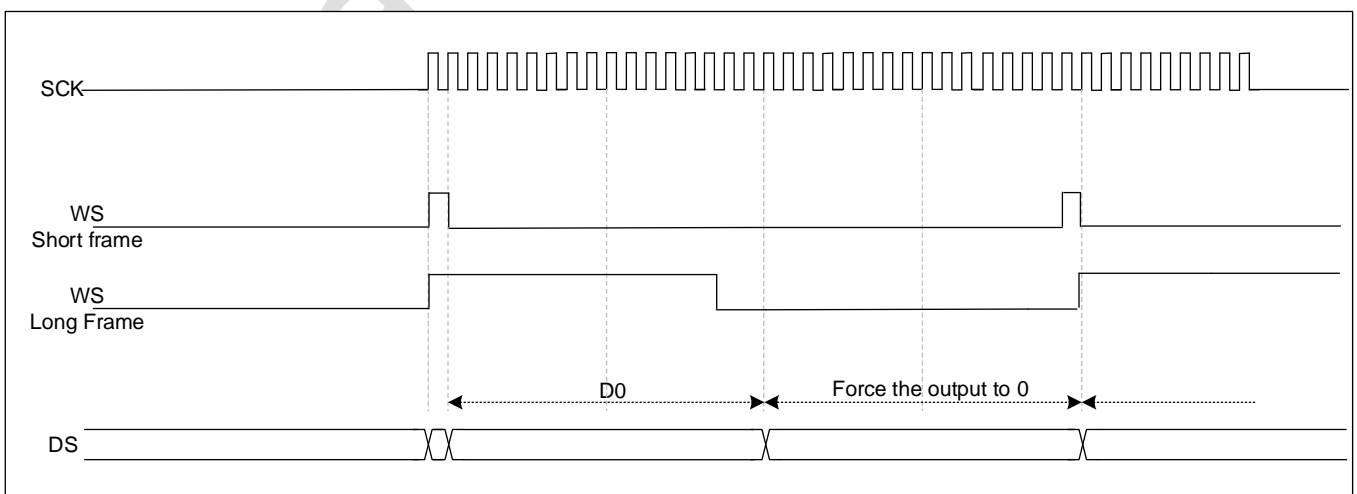 SCK
WS
Short frame
WS
Long Frame
D0
Force the output to 0
DS